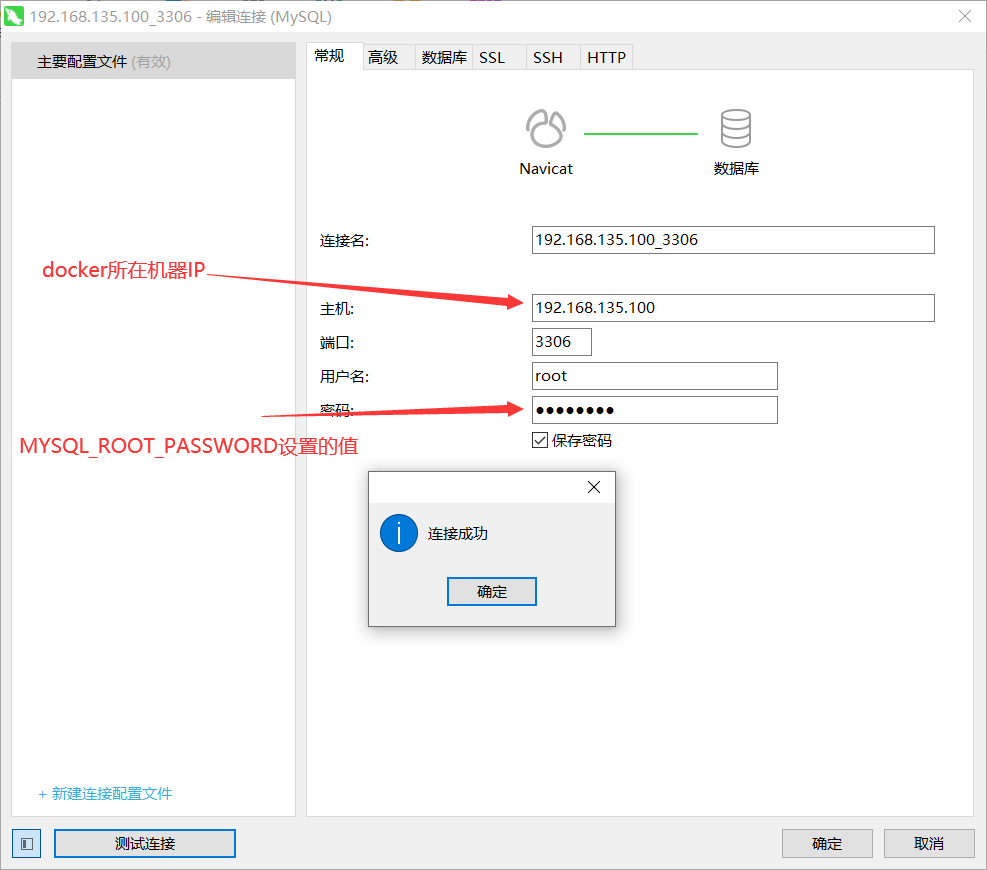 192.168.135.100_3306 - 编辑连接 (MySQL)
主要配置文件 (有效)
常规 高级 数据库 SSL SSH HTTP
Navicat 数据库
连接名: 192.168.135.100_3306
docker所在机器IP
主机: 192.168.135.100
端口: 3306
用户名: root
密码: ●●●●●●●●
MYSQL_ROOT_PASSWORD设置的值
保存密码
连接成功
确定
+ 新建连接配置文件
测试连接 确定 取消